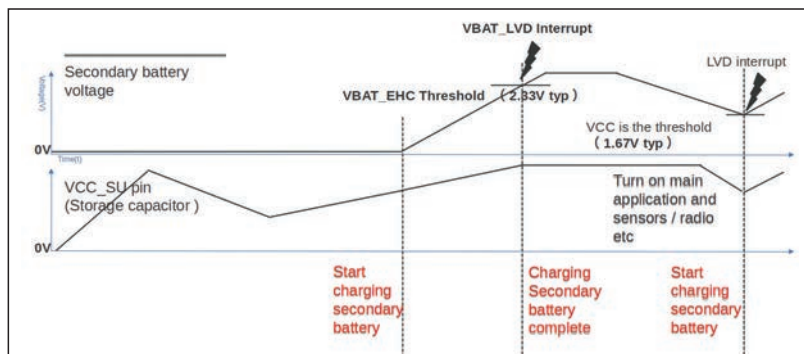 VBAT_LVD Interrupt
LVD interrupt
Voltage(V)
Secondary battery
voltage
VBAT_EHC Threshold
( 2.33V typ )
VCC is the threshold
( 1.67V typ )
0V
Time(t)
VCC_SU pin
(Storage capacitor )
Turn on main
application and
sensors / radio
etc
0V
Start
charging
secondary
battery
Charging
Secondary
battery
complete
Start
charging
secondary
battery